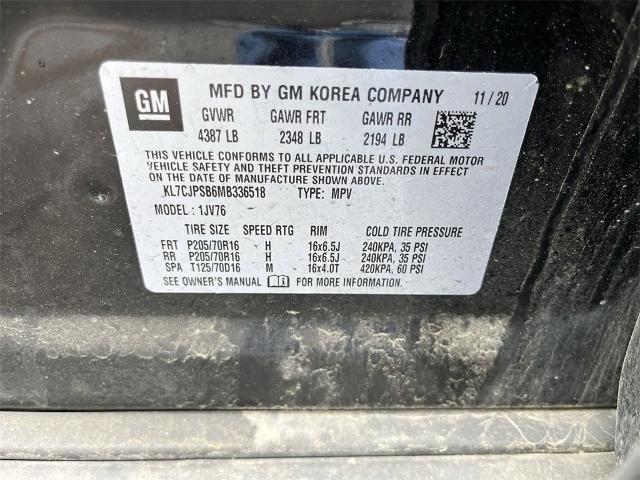 GM
MFD BY GM KOREA COMPANY 11/20
GVWR GAWR FRT GAWR RR
4387 LB 2348 LB 2194 LB
THIS VEHICLE CONFORMS TO ALL APPLICABLE U.S. FEDERAL MOTOR
VEHICLE SAFETY AND THEFT PREVENTION STANDARDS IN EFFECT ON
THE DATE OF MANUFACTURE SHOWN ABOVE.
KL7CJPSB6MB336518 TYPE: MPV
MODEL: 1JV76
TIRE SIZE SPEED RTG RIM COLD TIRE PRESSURE
FRT P205/70R16 H 16x6.5J 240KPA, 35 PSI
RR P205/70R16 H 16x6.5J 240KPA, 35 PSI
SPA T125/70D16 M 16x4.0T 420KPA, 60 PSI
SEE OWNER'S MANUAL FOR MORE INFORMATION